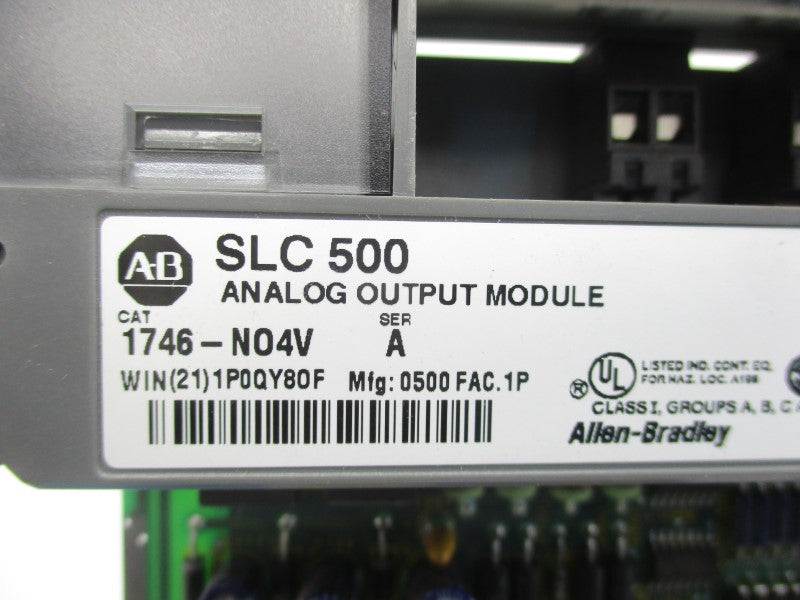 AB
SLC 500
ANALOG OUTPUT MODULE
CAT SER
1746-NO4V A
WIN(21)1P0QY80F Mfg: 0500 FAC.1P
UL
LISTED IND. CONT. EQ.
FOR HAZ. LOC. A196
®
CLASS I, GROUPS A, B, C
Allen-Bradley